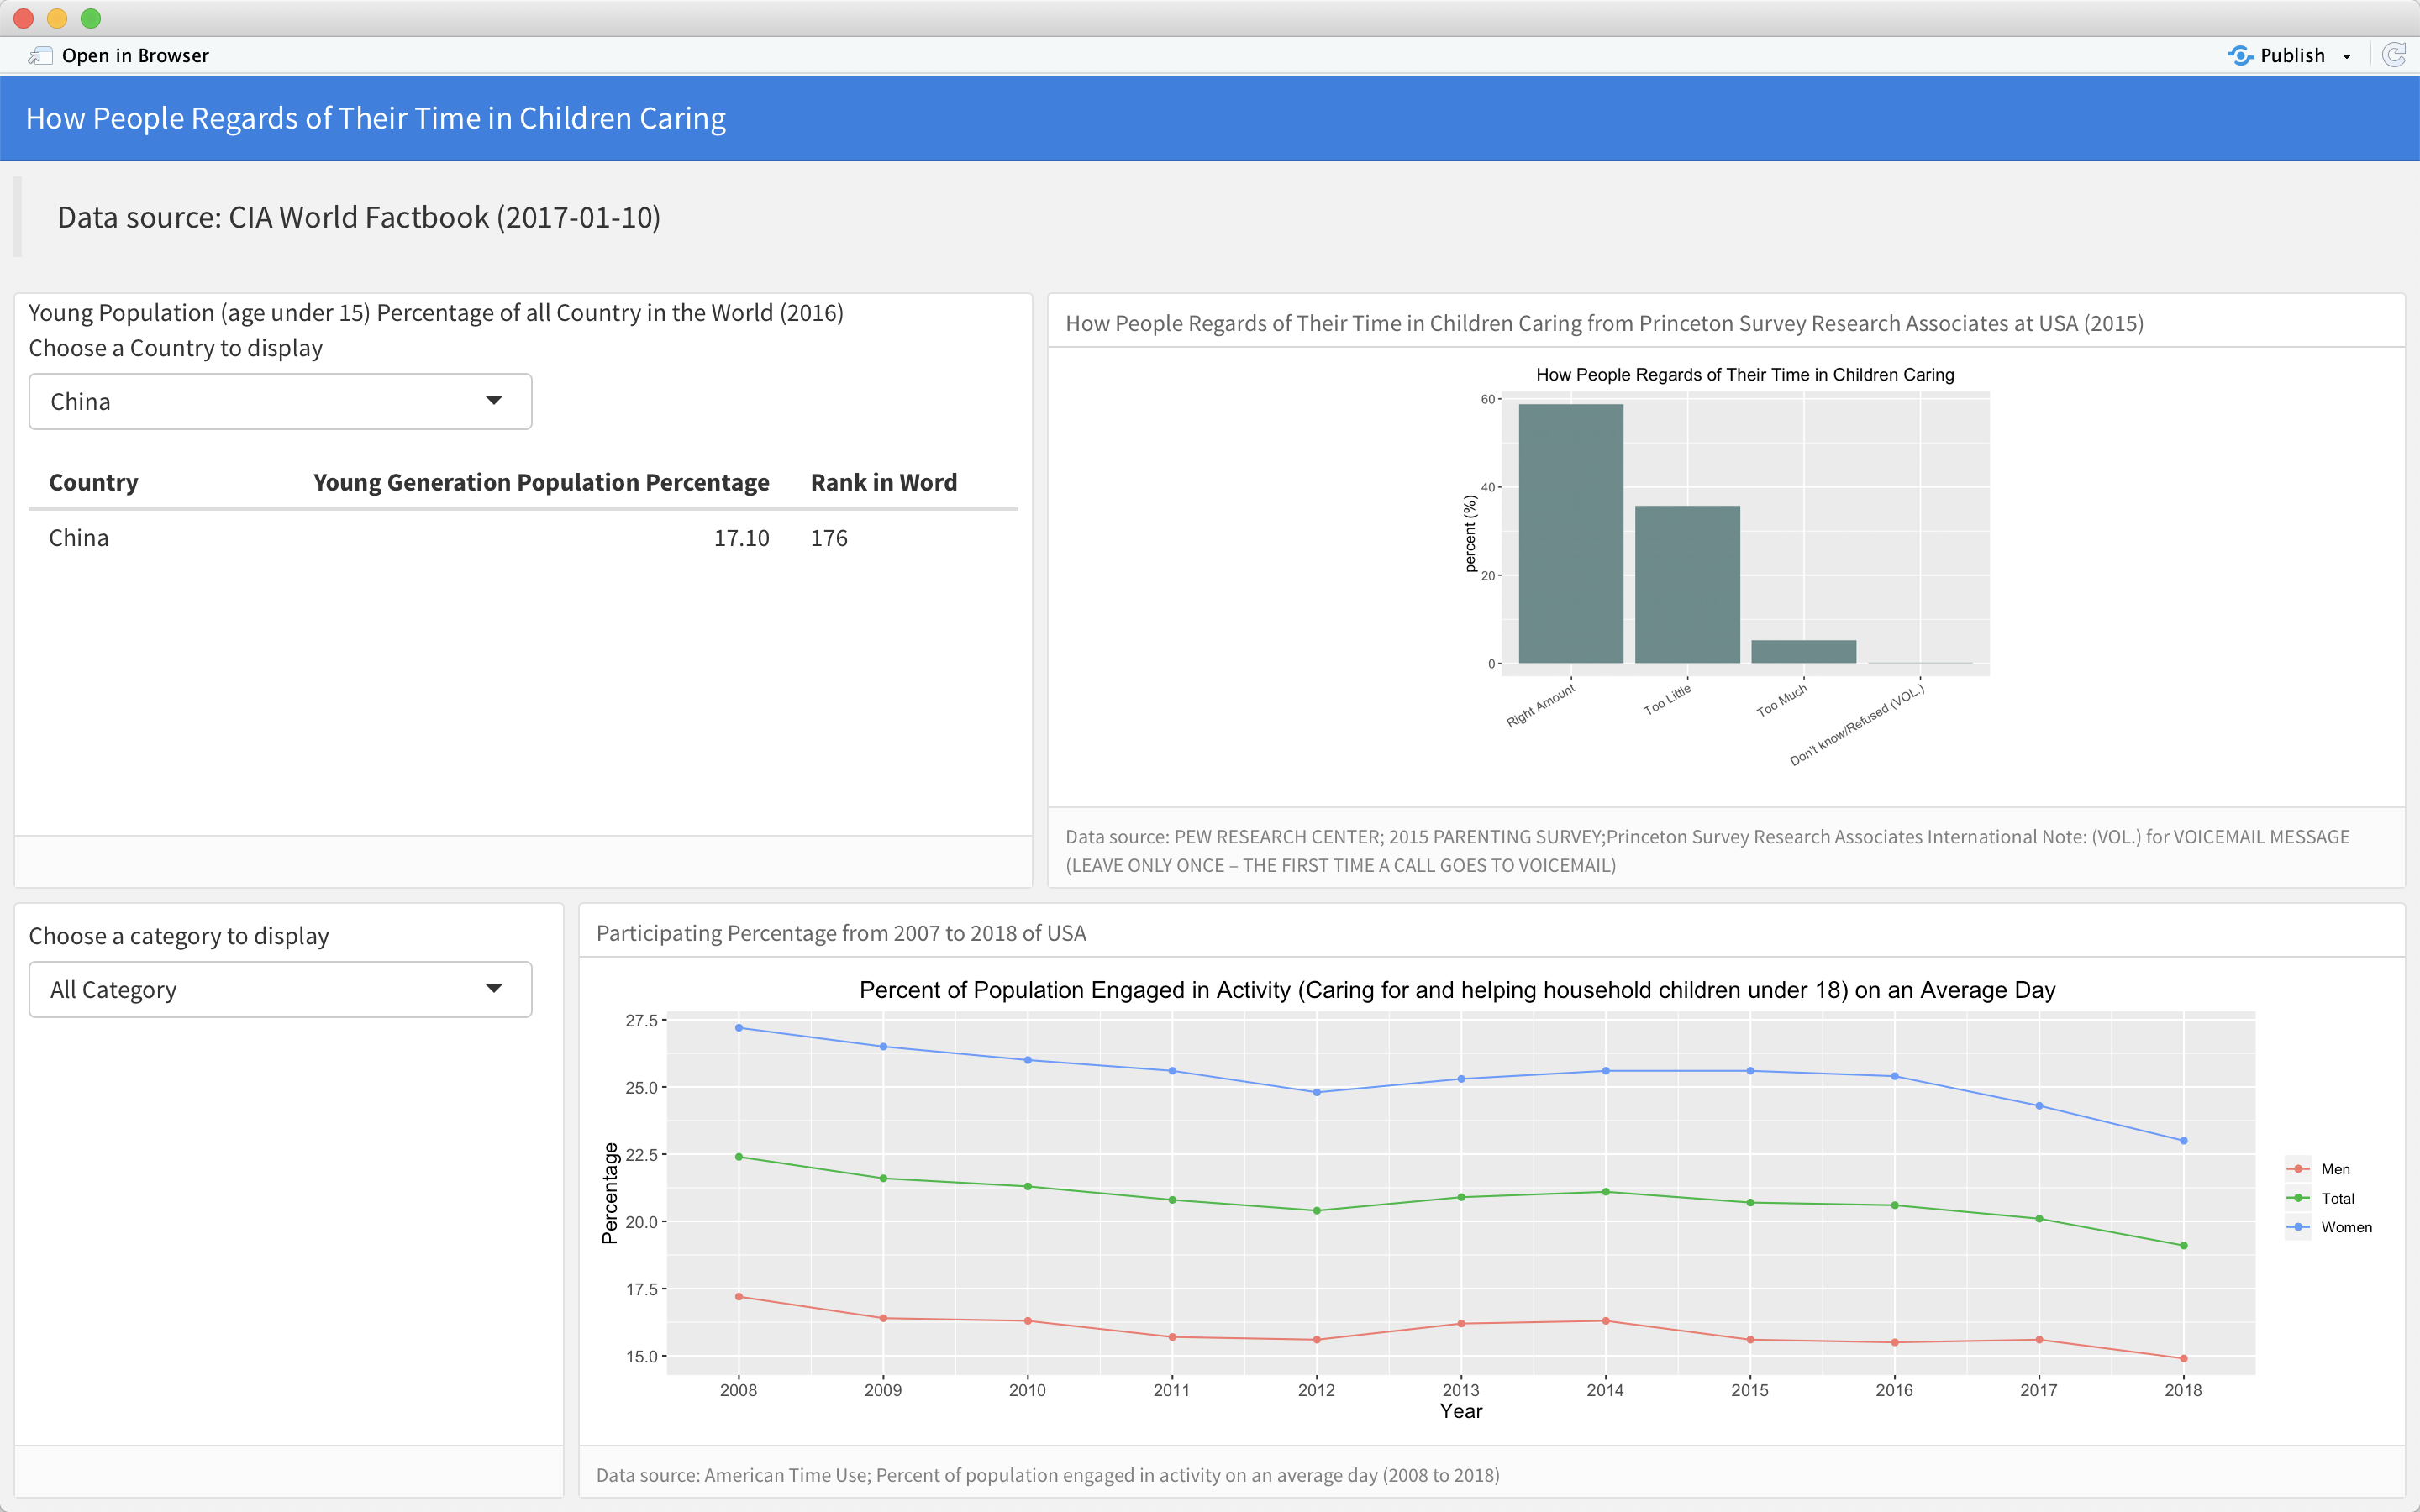 Open in Browser
Publish
How People Regards of Their Time in Children Caring
Data source: CIA World Factbook (2017-01-10)
Young Population (age under 15) Percentage of all Country in the World (2016)
Choose a Country to display
China
Country Young Generation Population Percentage Rank in Word
China 17.10 176
How People Regards of Their Time in Children Caring from Princeton Survey Research Associates at USA (2015)
How People Regards of Their Time in Children Caring
percent (%)
60
40
20
0
Right Amount
Too Little
Too Much
Don't know/Refused (VOL.)
Data source: PEW RESEARCH CENTER; 2015 PARENTING SURVEY;Princeton Survey Research Associates International Note: (VOL.) for VOICEMAIL MESSAGE
(LEAVE ONLY ONCE – THE FIRST TIME A CALL GOES TO VOICEMAIL)
Choose a category to display
All Category
Participating Percentage from 2007 to 2018 of USA
Percent of Population Engaged in Activity (Caring for and helping household children under 18) on an Average Day
Percentage
27.5
25.0
22.5
20.0
17.5
15.0
2008 2009 2010 2011 2012 2013 2014 2015 2016 2017 2018
Year
Men
Total
Women
Data source: American Time Use; Percent of population engaged in activity on an average day (2008 to 2018)